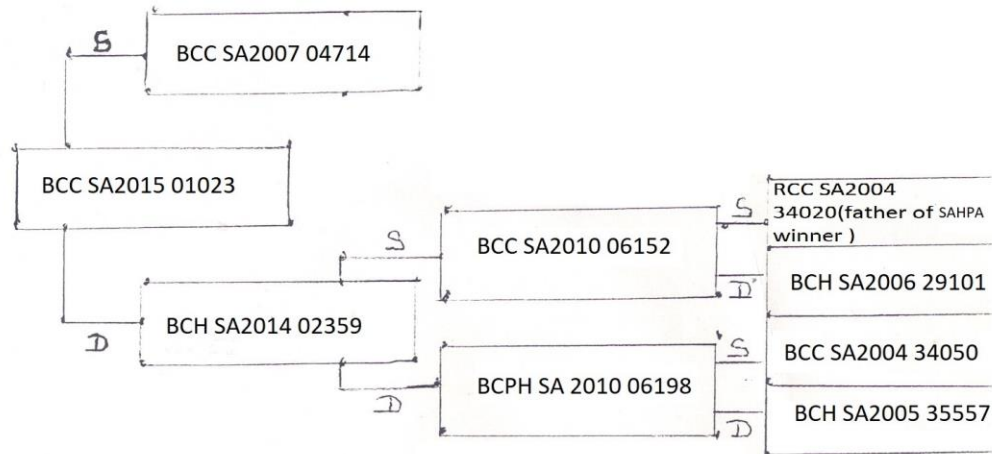 S
BCC SA2007 04714
BCC SA2015 01023
RCC SA2004
34020(father of SAHPA
winner )
S
S
BCC SA2010 06152
D
BCH SA2006 29101
BCH SA2014 02359
D
S
BCC SA2004 34050
BCPH SA 2010 06198
D
D
BCH SA2005 35557